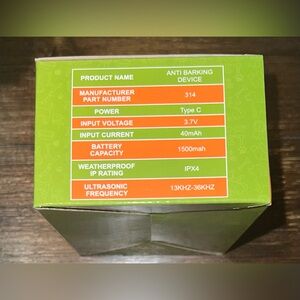 PRODUCT NAME ANTI BARKING
DEVICE
MANUFACTURER
PART NUMBER 314
POWER Type C
INPUT VOLTAGE 3.7V
INPUT CURRENT 40mAh
BATTERY
CAPACITY 1500mah
WEATHERPROOF
IP RATING IPX4
ULTRASONIC
FREQUENCY 13KHZ-36KHZ